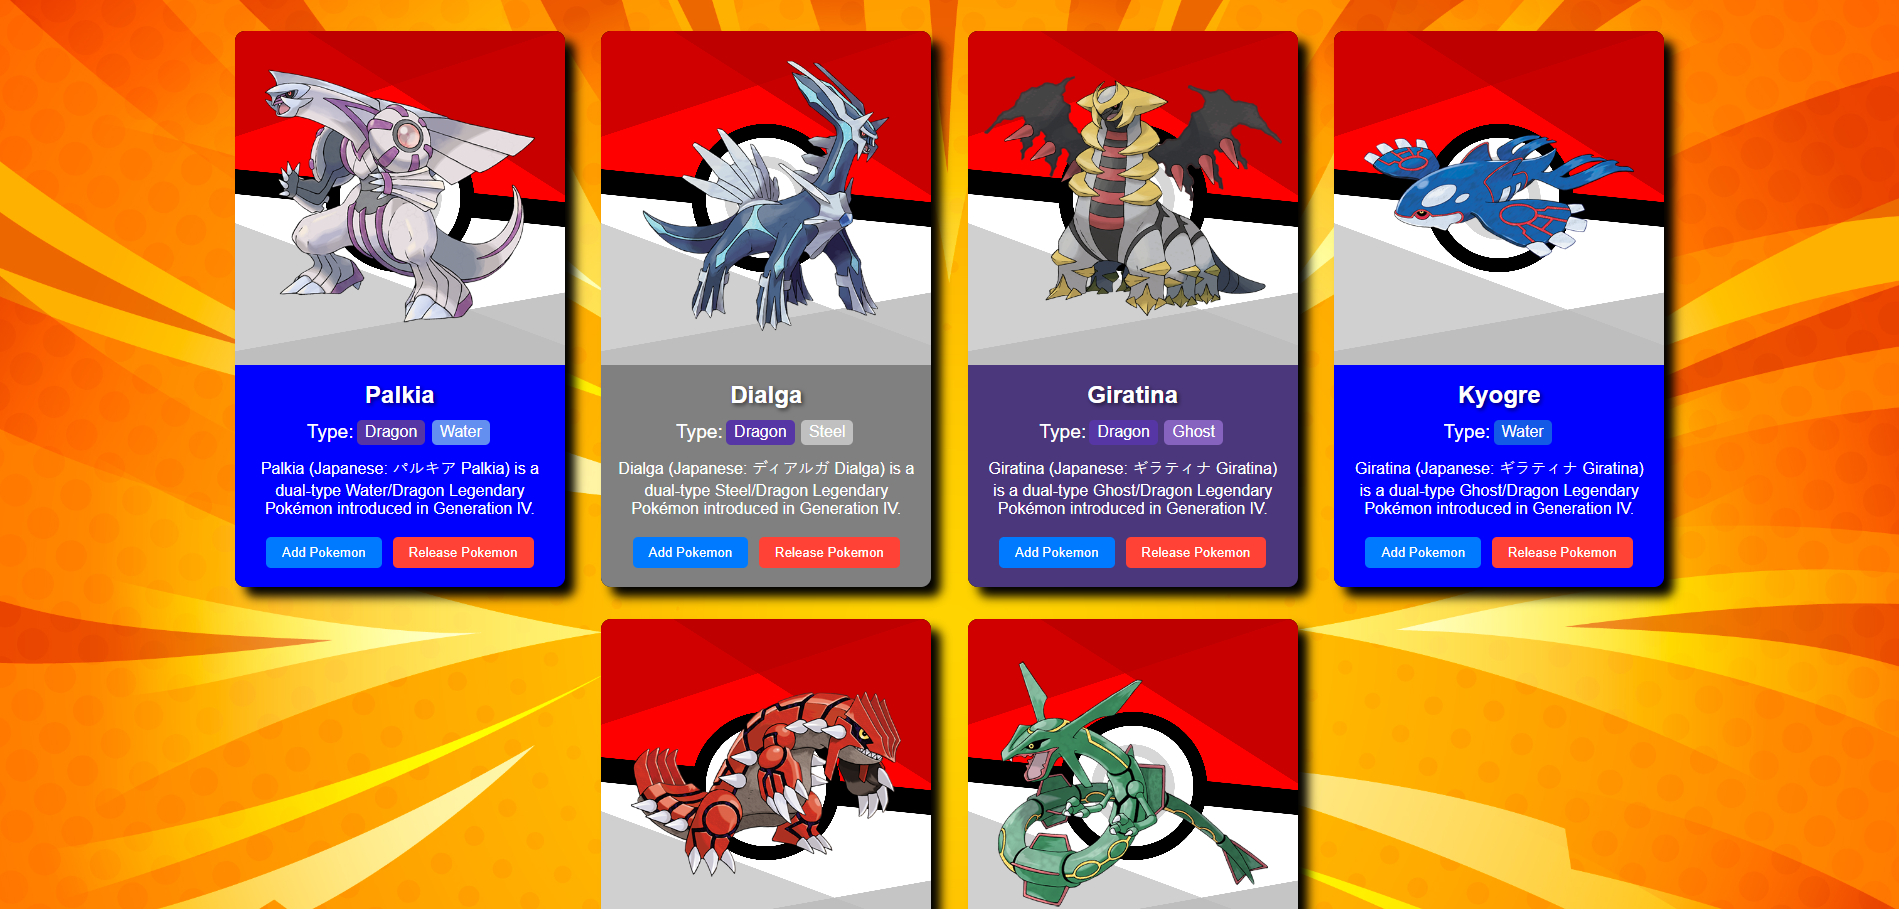 Palkia
Type: Dragon Water
Palkia (Japanese: パルキア Palkia) is a
dual-type Water/Dragon Legendary
Pokémon introduced in Generation IV.
Add Pokemon Release Pokemon
Dialga
Type: Dragon Steel
Dialga (Japanese: ディアルガ Dialga) is a
dual-type Steel/Dragon Legendary
Pokémon introduced in Generation IV.
Add Pokemon Release Pokemon
Giratina
Type: Dragon Ghost
Giratina (Japanese: ギラティナ Giratina)
is a dual-type Ghost/Dragon Legendary
Pokémon introduced in Generation IV.
Add Pokemon Release Pokemon
Kyogre
Type: Water
Giratina (Japanese: ギラティナ Giratina)
is a dual-type Ghost/Dragon Legendary
Pokémon introduced in Generation IV.
Add Pokemon Release Pokemon